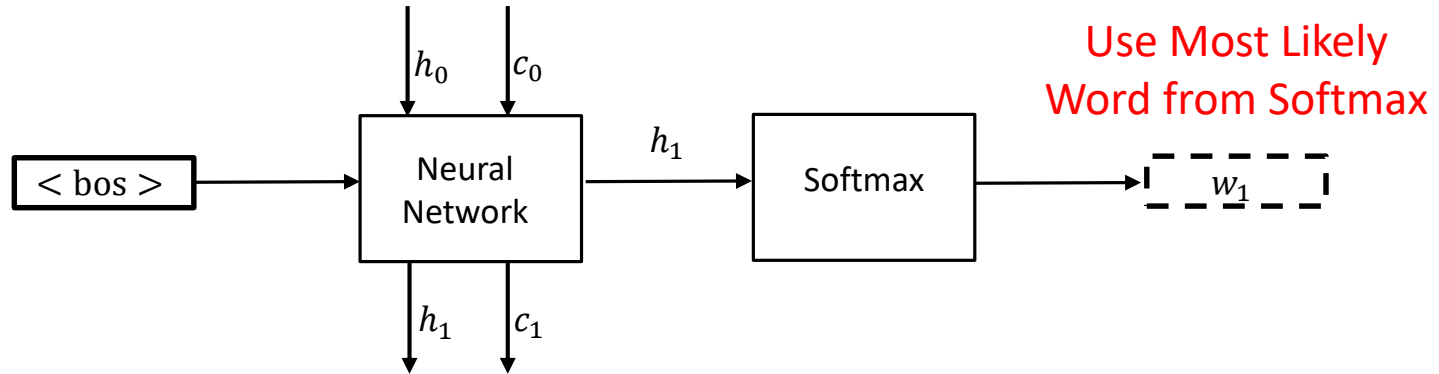 h₀ c₀
Use Most Likely
Word from Softmax
< bos >
Neural
Network
h₁
Softmax
w₁
h₁ c₁